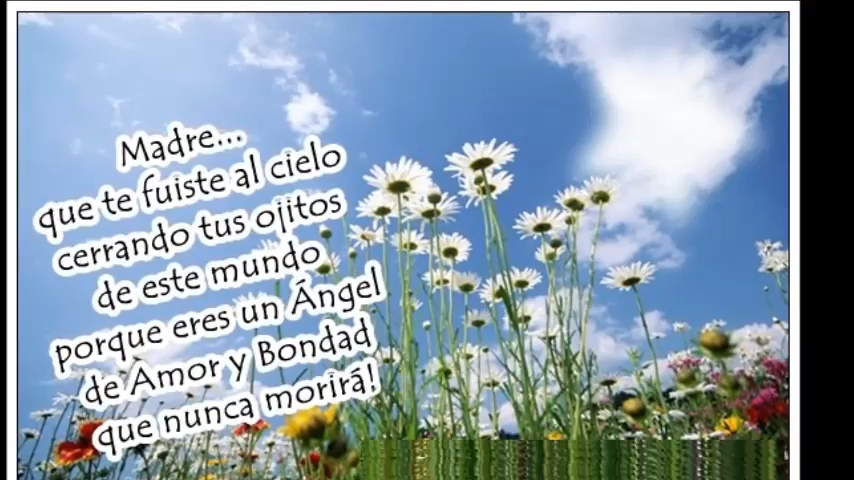 Madre...
que te fuiste al cielo
cerrando tus ojitos
de este mundo
porque eres un Ángel
de Amor y Bondad
que nunca morirá!